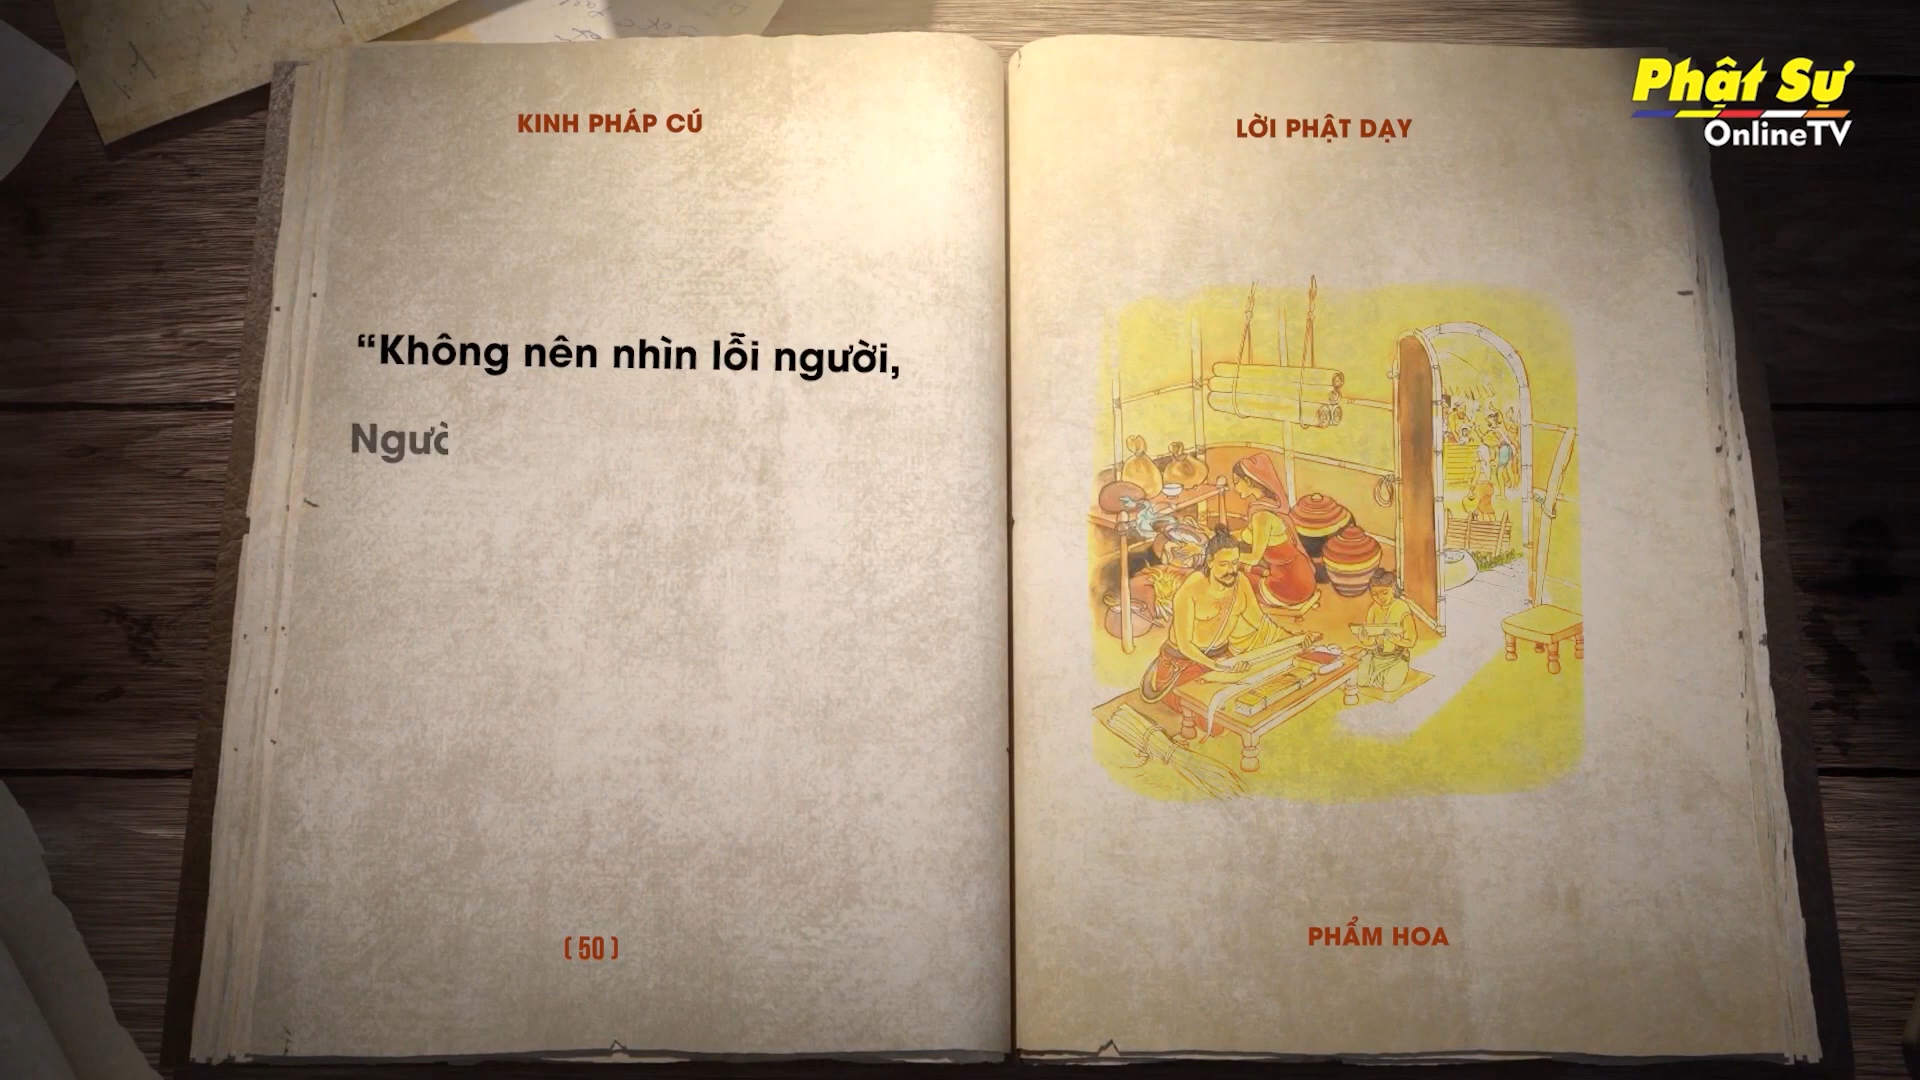 KINH PHÁP CÚ
“Không nên nhìn lỗi người,
( 50 )
LỜI PHẬT DẠY
PHẨM HOA
Phật Sự
OnlineTV